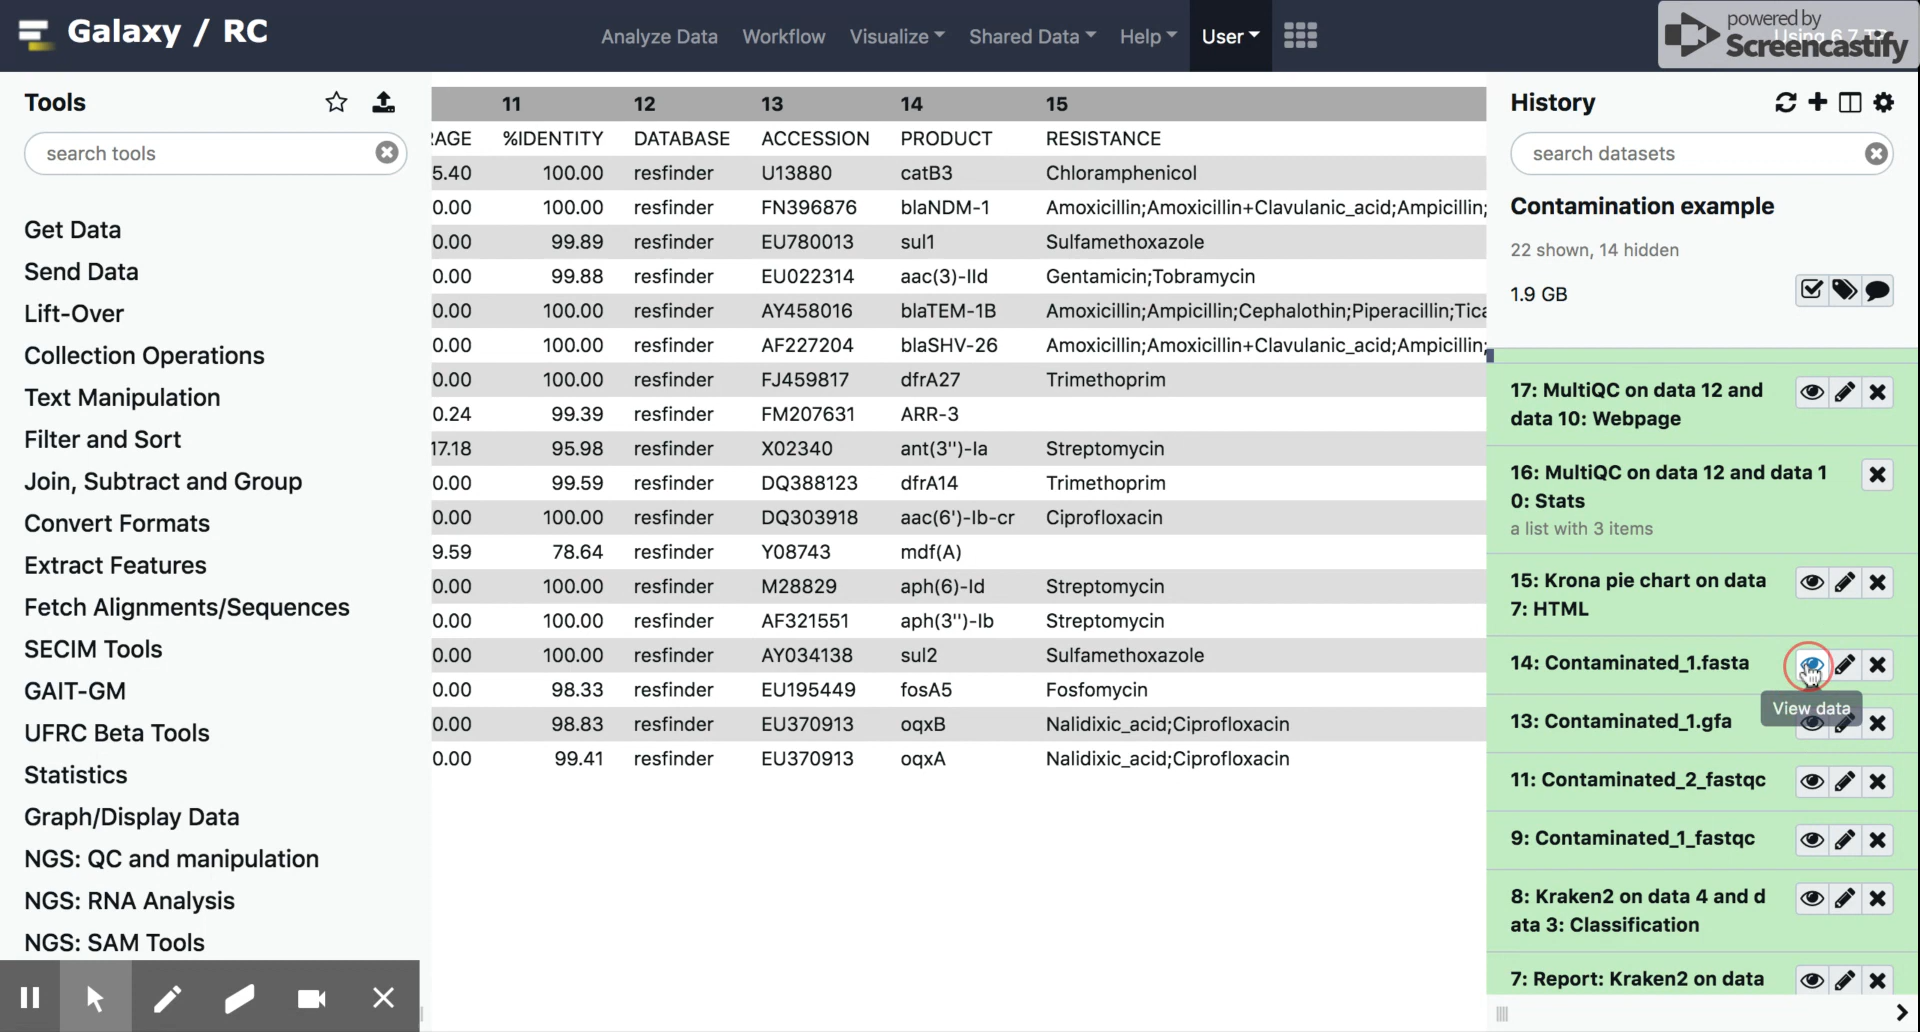 Galaxy / RC
Analyze Data Workflow Visualize Shared Data Help User
powered by
Screencastify
Tools
search tools
Get Data
Send Data
Lift-Over
Collection Operations
Text Manipulation
Filter and Sort
Join, Subtract and Group
Convert Formats
Extract Features
Fetch Alignments/Sequences
SECIM Tools
GAIT-GM
UFRC Beta Tools
Statistics
Graph/Display Data
NGS: QC and manipulation
NGS: RNA Analysis
NGS: SAM Tools
11 12 13 14 15
RAGE %IDENTITY DATABASE ACCESSION PRODUCT RESISTANCE
5.40 100.00 resfinder U13880 catB3 Chloramphenicol
0.00 100.00 resfinder FN396876 blaNDM-1 Amoxicillin;Amoxicillin+Clavulanic_acid;Ampicillin;
0.00 99.89 resfinder EU780013 sul1 Sulfamethoxazole
0.00 99.88 resfinder EU022314 aac(3)-IId Gentamicin;Tobramycin
0.00 100.00 resfinder AY458016 blaTEM-1B Amoxicillin;Ampicillin;Cephalothin;Piperacillin;Tica
0.00 100.00 resfinder AF227204 blaSHV-26 Amoxicillin;Amoxicillin+Clavulanic_acid;Ampicillin;
0.00 100.00 resfinder FJ459817 dfrA27 Trimethoprim
0.24 99.39 resfinder FM207631 ARR-3
17.18 95.98 resfinder X02340 ant(3'')-Ia Streptomycin
0.00 99.59 resfinder DQ388123 dfrA14 Trimethoprim
0.00 100.00 resfinder DQ303918 aac(6')-Ib-cr Ciprofloxacin
9.59 78.64 resfinder Y08743 mdf(A)
0.00 100.00 resfinder M28829 aph(6)-Id Streptomycin
0.00 100.00 resfinder AF321551 aph(3'')-Ib Streptomycin
0.00 100.00 resfinder AY034138 sul2 Sulfamethoxazole
0.00 98.33 resfinder EU195449 fosA5 Fosfomycin
0.00 98.83 resfinder EU370913 oqxB Nalidixic_acid;Ciprofloxacin
0.00 99.41 resfinder EU370913 oqxA Nalidixic_acid;Ciprofloxacin
History
search datasets
Contamination example
22 shown, 14 hidden
1.9 GB
17: MultiQC on data 12 and
data 10: Webpage
16: MultiQC on data 12 and data 1
0: Stats
a list with 3 items
15: Krona pie chart on data
7: HTML
14: Contaminated_1.fasta
View data
13: Contaminated_1.gfa
11: Contaminated_2_fastqc
9: Contaminated_1_fastqc
8: Kraken2 on data 4 and d
ata 3: Classification
7: Report: Kraken2 on data